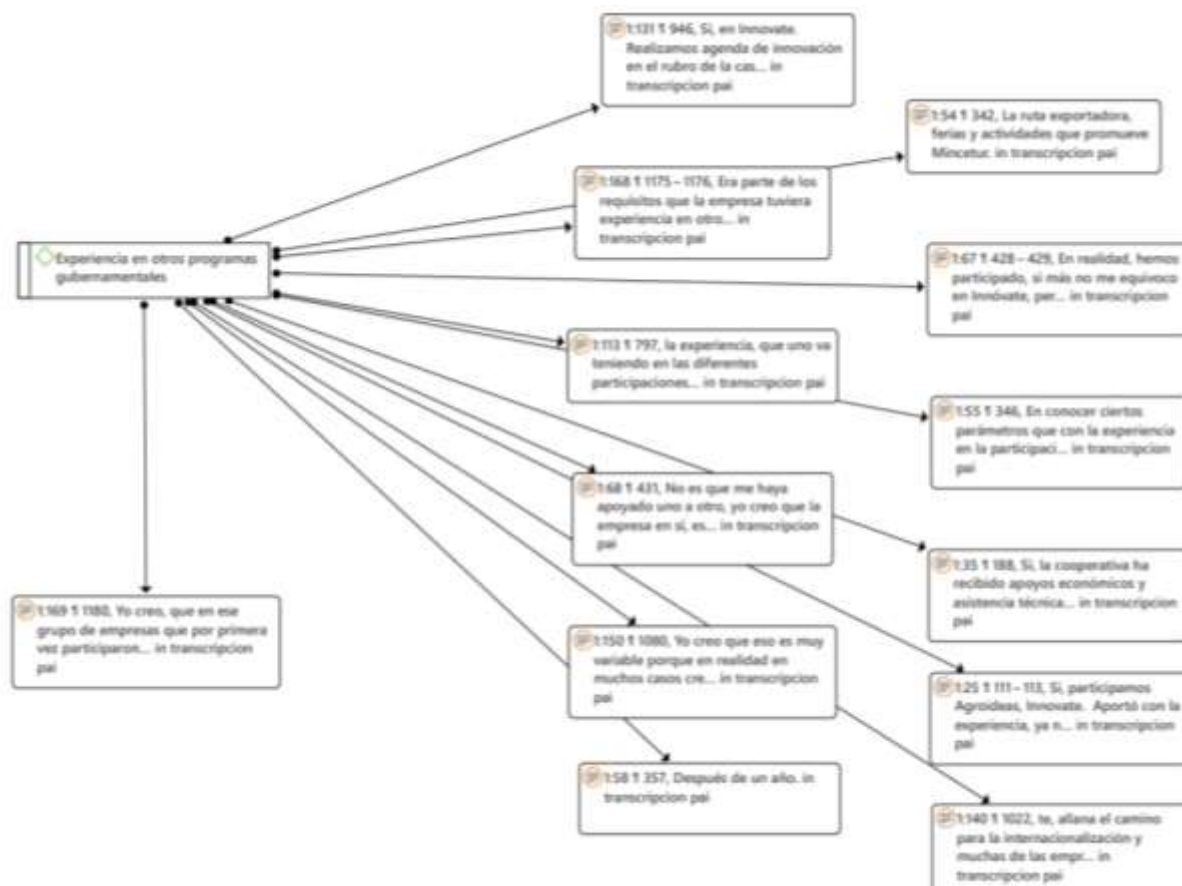 1:131 ¶ 946, Si, en Innovate.
Realizamos agenda de innovación
en el rubro de la cas... in
transcripcion pai
1:54 ¶ 342, La ruta exportadora,
ferias y actividades que promueve
Mincetur. in transcripcion pai
1:168 ¶ 1175 – 1176, Era parte de los
requisitos que la empresa tuviera
experiencia en otro... in
transcripcion pai
Experiencia en otros programas
gubernamentales
1:67 ¶ 428 – 429, En realidad, hemos
participado, si más no me equivoco
en Innóvate, per... in transcripcion
pai
1:113 ¶ 797, la experiencia, que uno va
teniendo en las diferentes
participaciones... in transcripcion pai
1:55 ¶ 346, En conocer ciertos
parámetros que con la experiencia
en la participaci... in transcripcion
pai
1:68 ¶ 431, No es que me haya
apoyado uno a otro, yo creo que la
empresa en sí, es... in transcripcion
pai
1:35 ¶ 188, Si, la cooperativa ha
recibido apoyos económicos y
asistencia técnica... in transcripcion
pai
1:169 ¶ 1180, Yo creo, que en ese
grupo de empresas que por primera
vez participaron... in transcripcion
pai
1:150 ¶ 1080, Yo creo que eso es muy
variable porque en realidad en
muchos casos cre... in transcripcion
pai
1:25 ¶ 111 – 113, Si, participamos
Agroideas, Innovate. Aportó con la
experiencia, ya n... in transcripcion
pai
1:58 ¶ 357, Después de un año. in
transcripcion pai
1:140 ¶ 1022, te, allana el camino
para la internacionalización y
muchas de las empr... in
transcripcion pai